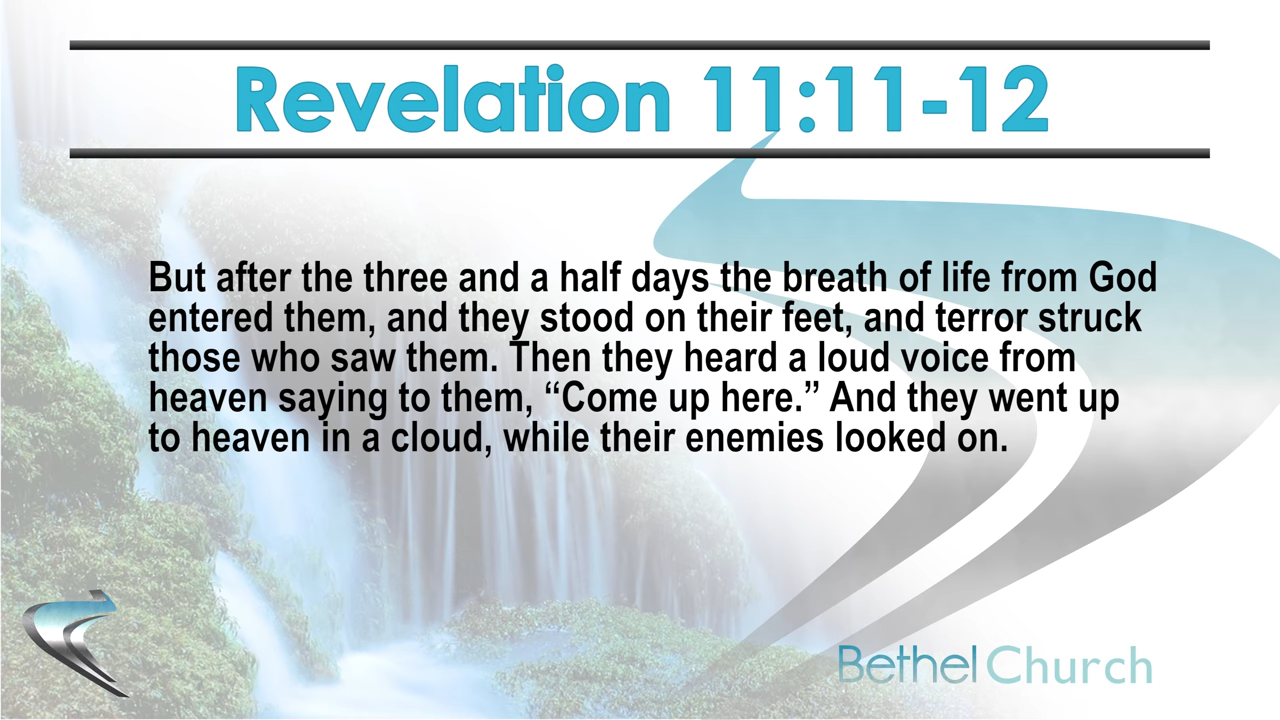 Revelation 11:11-12
But after the three and a half days the breath of life from God
entered them, and they stood on their feet, and terror struck
those who saw them. Then they heard a loud voice from
heaven saying to them, “Come up here.” And they went up
to heaven in a cloud, while their enemies looked on.
Bethel Church